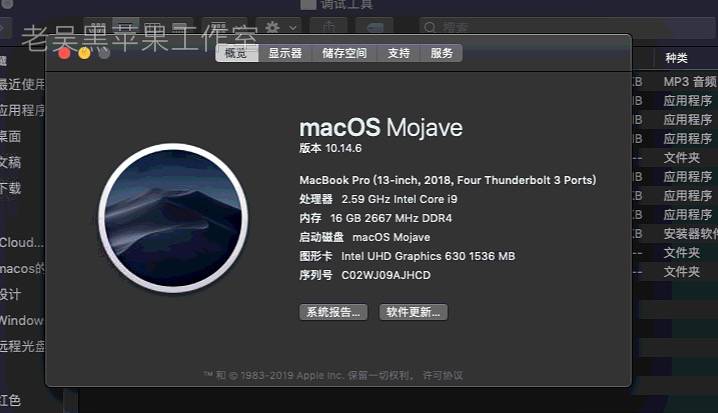 调试工具
搜索
老吴黑苹果工作室
概览 显示器 储存空间 支持 服务
种类
最近使用
MP3 音频
应用程序
应用程序
桌面
应用程序
应用程序
文稿
文件夹
下载
应用程序
应用程序
应用程序
iCloud...
安装器软件
macos的
文件夹
设计
文件夹
Window
远程光盘
红色
macOS Mojave
版本 10.14.6
MacBook Pro (13-inch, 2018, Four Thunderbolt 3 Ports)
处理器 2.59 GHz Intel Core i9
内存 16 GB 2667 MHz DDR4
启动磁盘 macOS Mojave
图形卡 Intel UHD Graphics 630 1536 MB
序列号 C02WJ09AJHCD
系统报告... 软件更新...
™ 和 © 1983-2019 Apple Inc. 保留一切权利。 许可协议